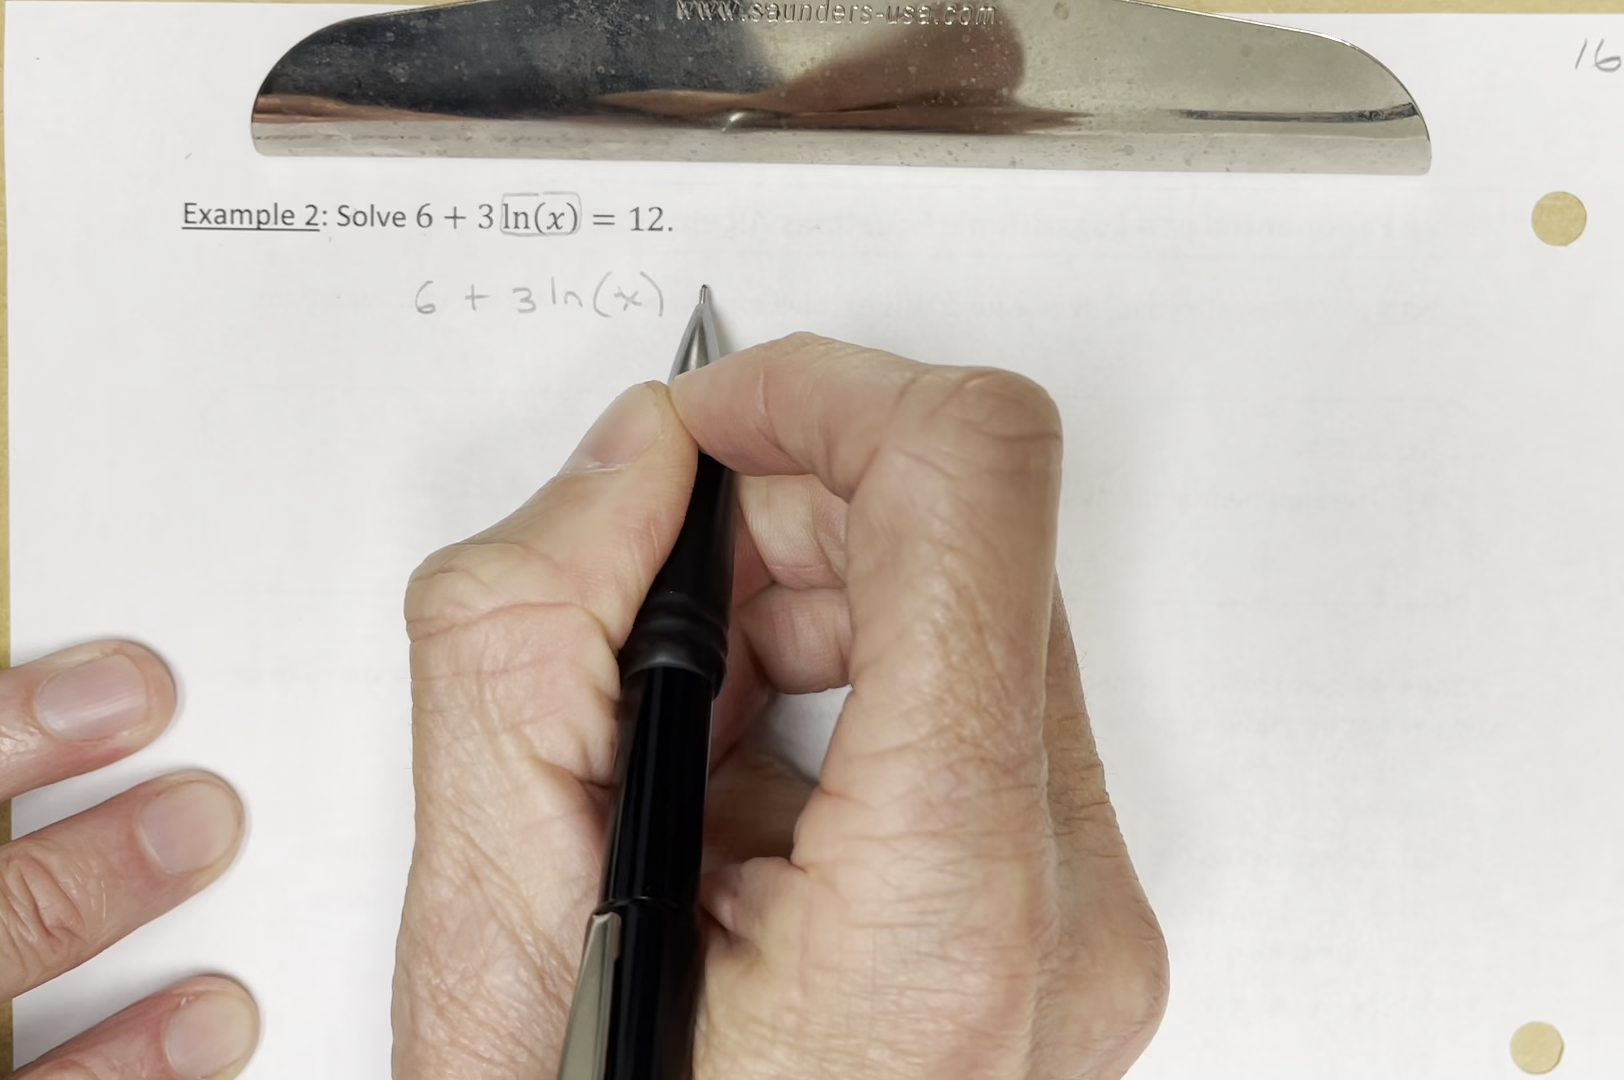 www.saunders-usa.com
16
Example 2: Solve 6 + 3 ln(x) = 12.
6 + 3 ln(x)